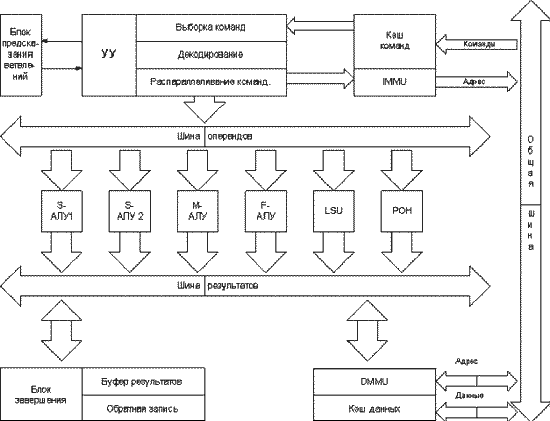 Блок
предска-
зания
ветвле-
ний
УУ
Выборка команд
Декодирование
Распараллеливание команд.
Кэш
команд
IMMU
Команды
Адрес
Общая шина
Шина операндов
S-
АЛУ1
S-
АЛУ 2
M-
АЛУ
F-
АЛУ
LSU
РОН
Шина результатов
Блок
завершения
Буфер результатов
Обратная запись
DMMU
Кэш данных
Адрес
Данные